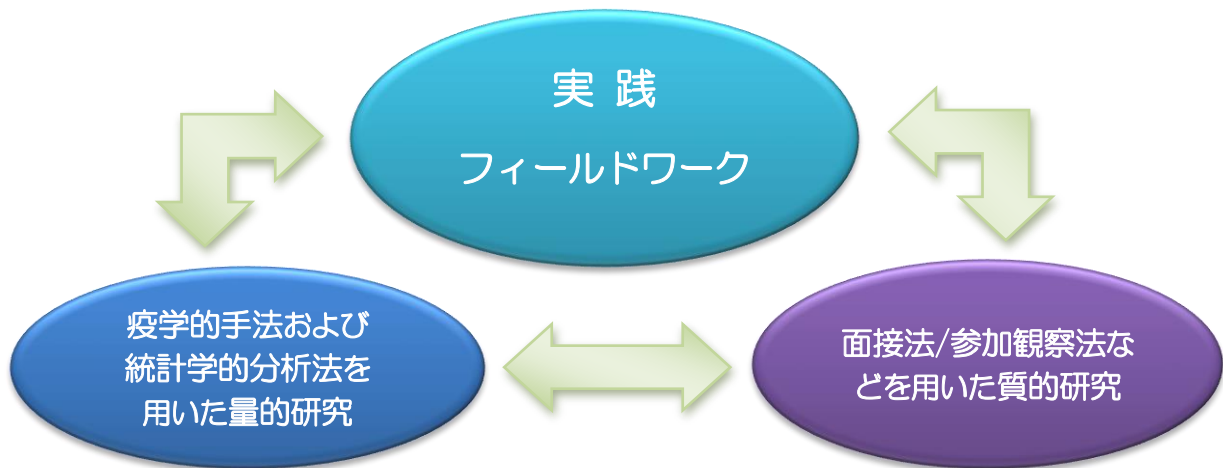 実 践
フィールドワーク
疫学的手法および
統計学的分析法を
用いた量的研究
面接法/参加観察法な
どを用いた質的研究